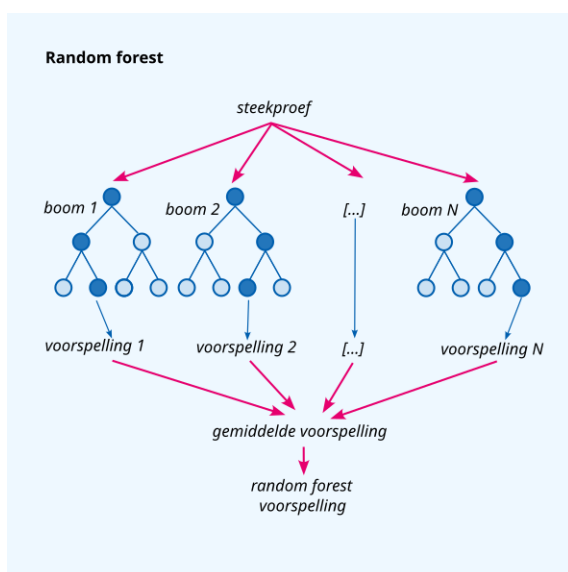 Random forest
steekproef
boom 1
boom 2
[...]
boom N
voorspelling 1
voorspelling 2
[...]
voorspelling N
gemiddelde voorspelling
random forest
voorspelling